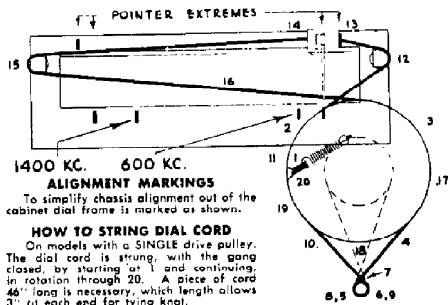 POINTER EXTREMES
14
13
15
12
16
2
3
1400 KC.
600 KC.
11
1
20
17
ALIGNMENT MARKINGS
To simplify chassis alignment out of the
cabinet dial frame is marked as shown.
19
HOW TO STRING DIAL CORD
On models with a SINGLE drive pulley.
The dial cord is strung, with the gang
closed, by starting at 1 and continuing,
in rotation through 20. A piece of cord
46" long is necessary, which length allows
3" at each end for tying knot.
10
18
4
7
8,5
6,9